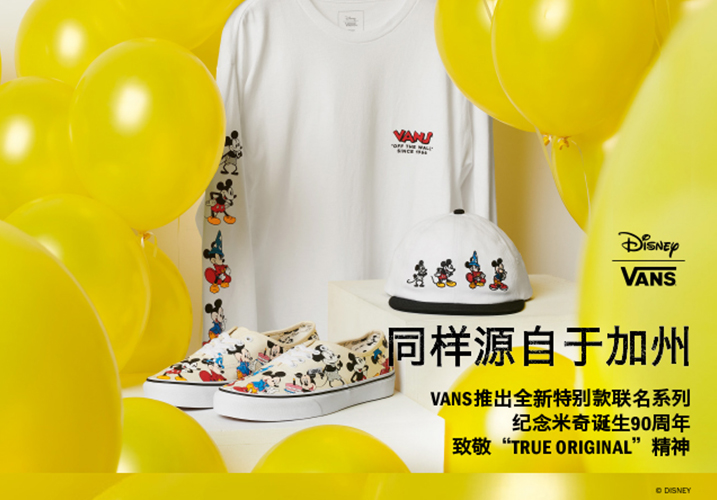 VANS
"OFF THE WALL"
SINCE 1966
Disney
VANS
同样源自于加州
VANS推出全新特别款联名系列
纪念米奇诞生90周年
致敬“TRUE ORIGINAL”精神
© DISNEY